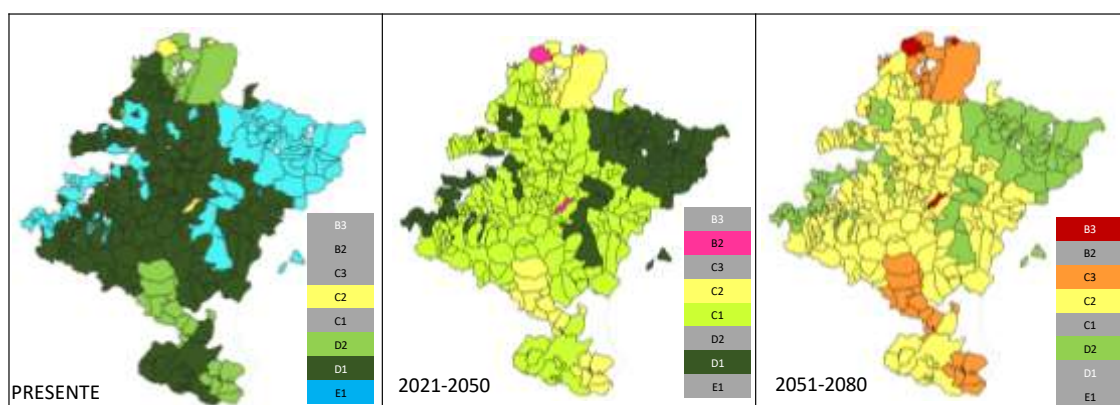 B3
B2
C3
C2
C1
D2
D1
E1
PRESENTE
B3
B2
C3
C2
C1
D2
D1
E1
2021-2050
B3
B2
C3
C2
C1
D2
D1
E1
2051-2080